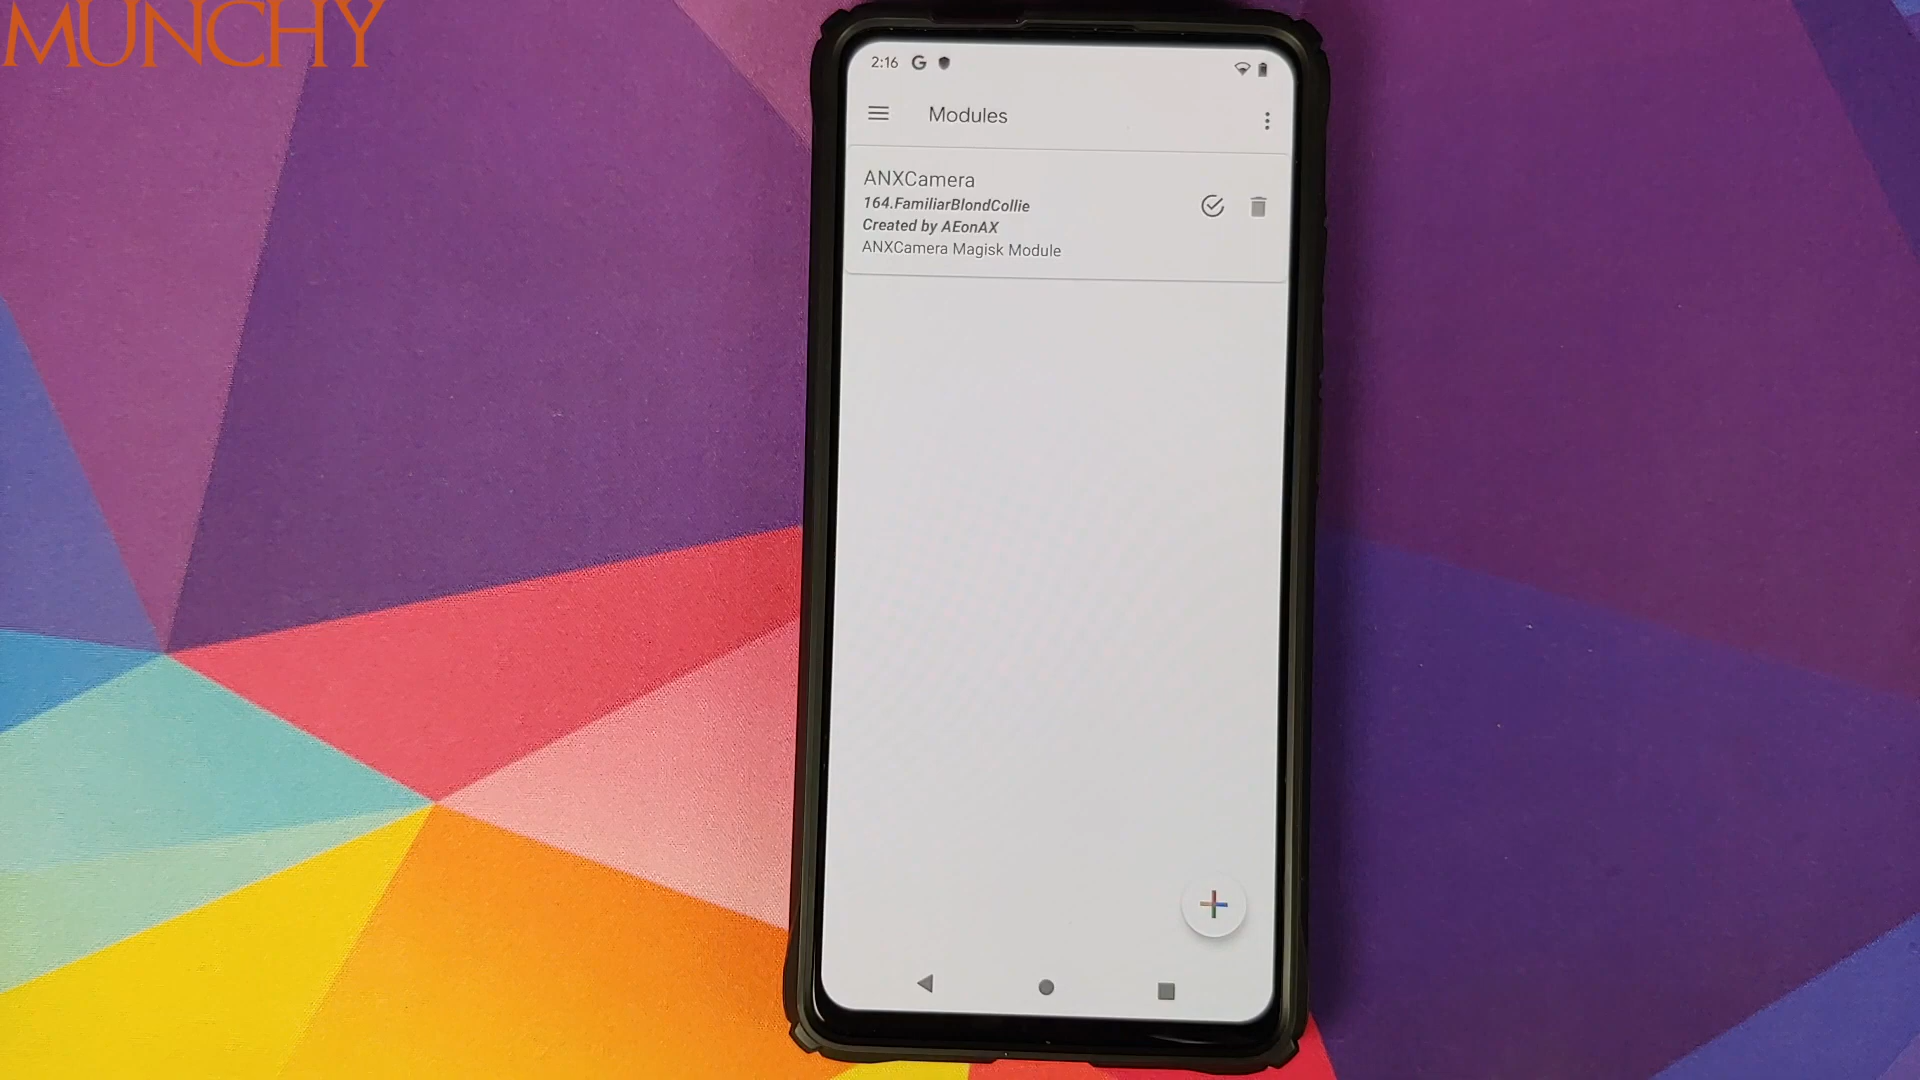 MUNCHY
2:16
Modules
ANXCamera
164.FamiliarBlondCollie
Created by AEonAX
ANXCamera Magisk Module